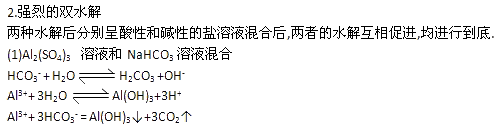 2.强烈的双水解
两种水解后分别呈酸性和碱性的盐溶液混合后,两者的水解互相促进,均进行到底.
(1)Al₂(SO₄)₃ 溶液和 NaHCO₃ 溶液混合
HCO₃⁻+H₂O ⇌ H₂CO₃+OH⁻
Al³⁺+3H₂O ⇌ Al(OH)₃+3H⁺
Al³⁺+3HCO₃⁻=Al(OH)₃↓+3CO₂↑